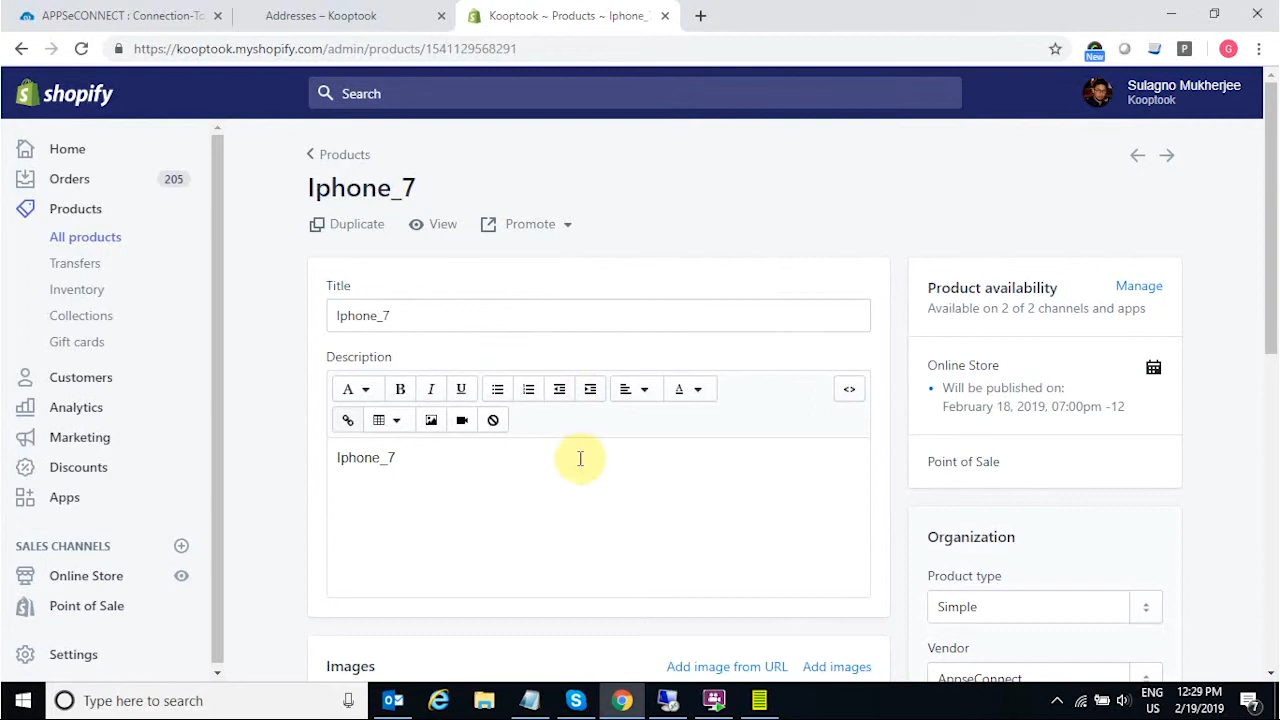 APPSeCONNECT : Connection-To
Addresses – Kooptook
Kooptook ~ Products ~ Iphone_7
https://kooptook.myshopify.com/admin/products/1541129568291
New
P
G
shopify
Search
Sulagno Mukherjee
Kooptook
Home
Orders 205
Products
All products
Transfers
Inventory
Collections
Gift cards
Customers
Analytics
Marketing
Discounts
Apps
SALES CHANNELS
Online Store
Point of Sale
Settings
Products
Iphone_7
Duplicate View Promote
Title
Iphone_7
Description
A B I U A <>
Iphone_7
Images Add image from URL Add images
Product availability Manage
Available on 2 of 2 channels and apps
Online Store
• Will be published on:
February 18, 2019, 07:00pm -12
Point of Sale
Organization
Product type
Simple
Vendor
AppseConnect
Type here to search
ENG 12:29 PM
US 2/19/2019
7